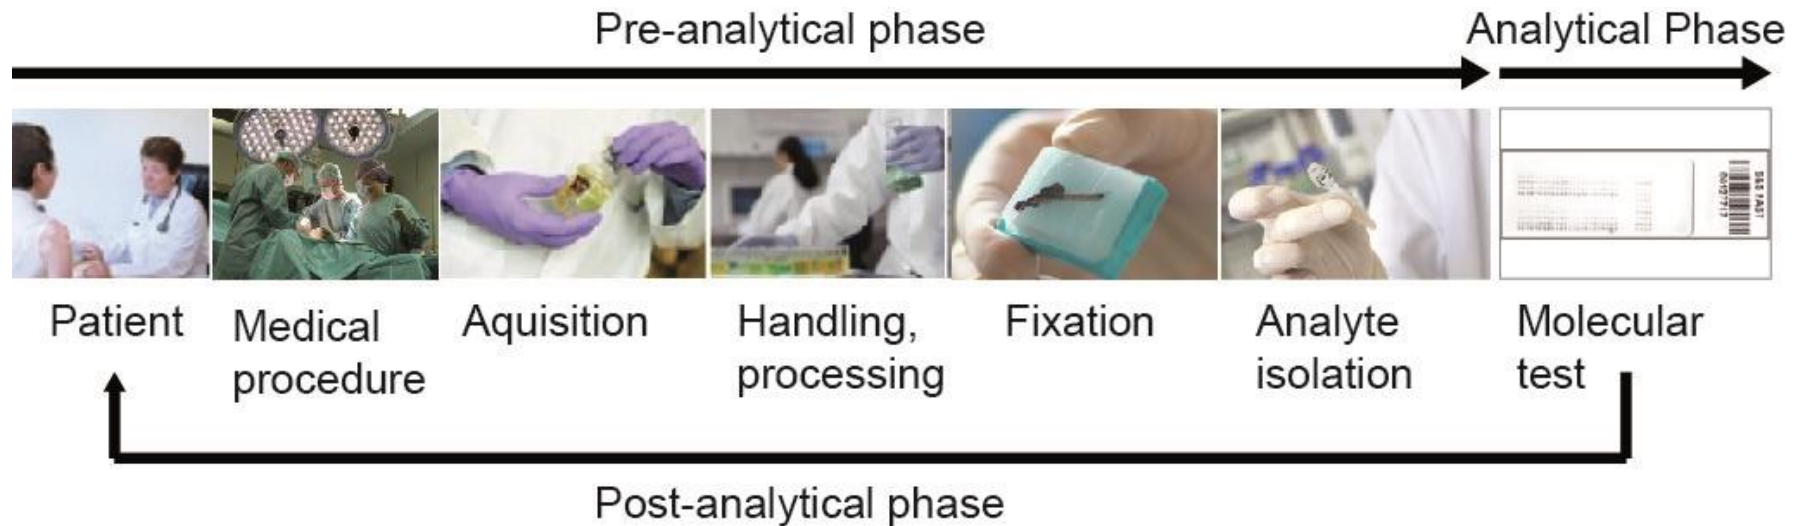 Pre-analytical phase
Analytical Phase
Patient
Medical
procedure
Aquisition
Handling,
processing
Fixation
Analyte
isolation
Molecular
test
Post-analytical phase